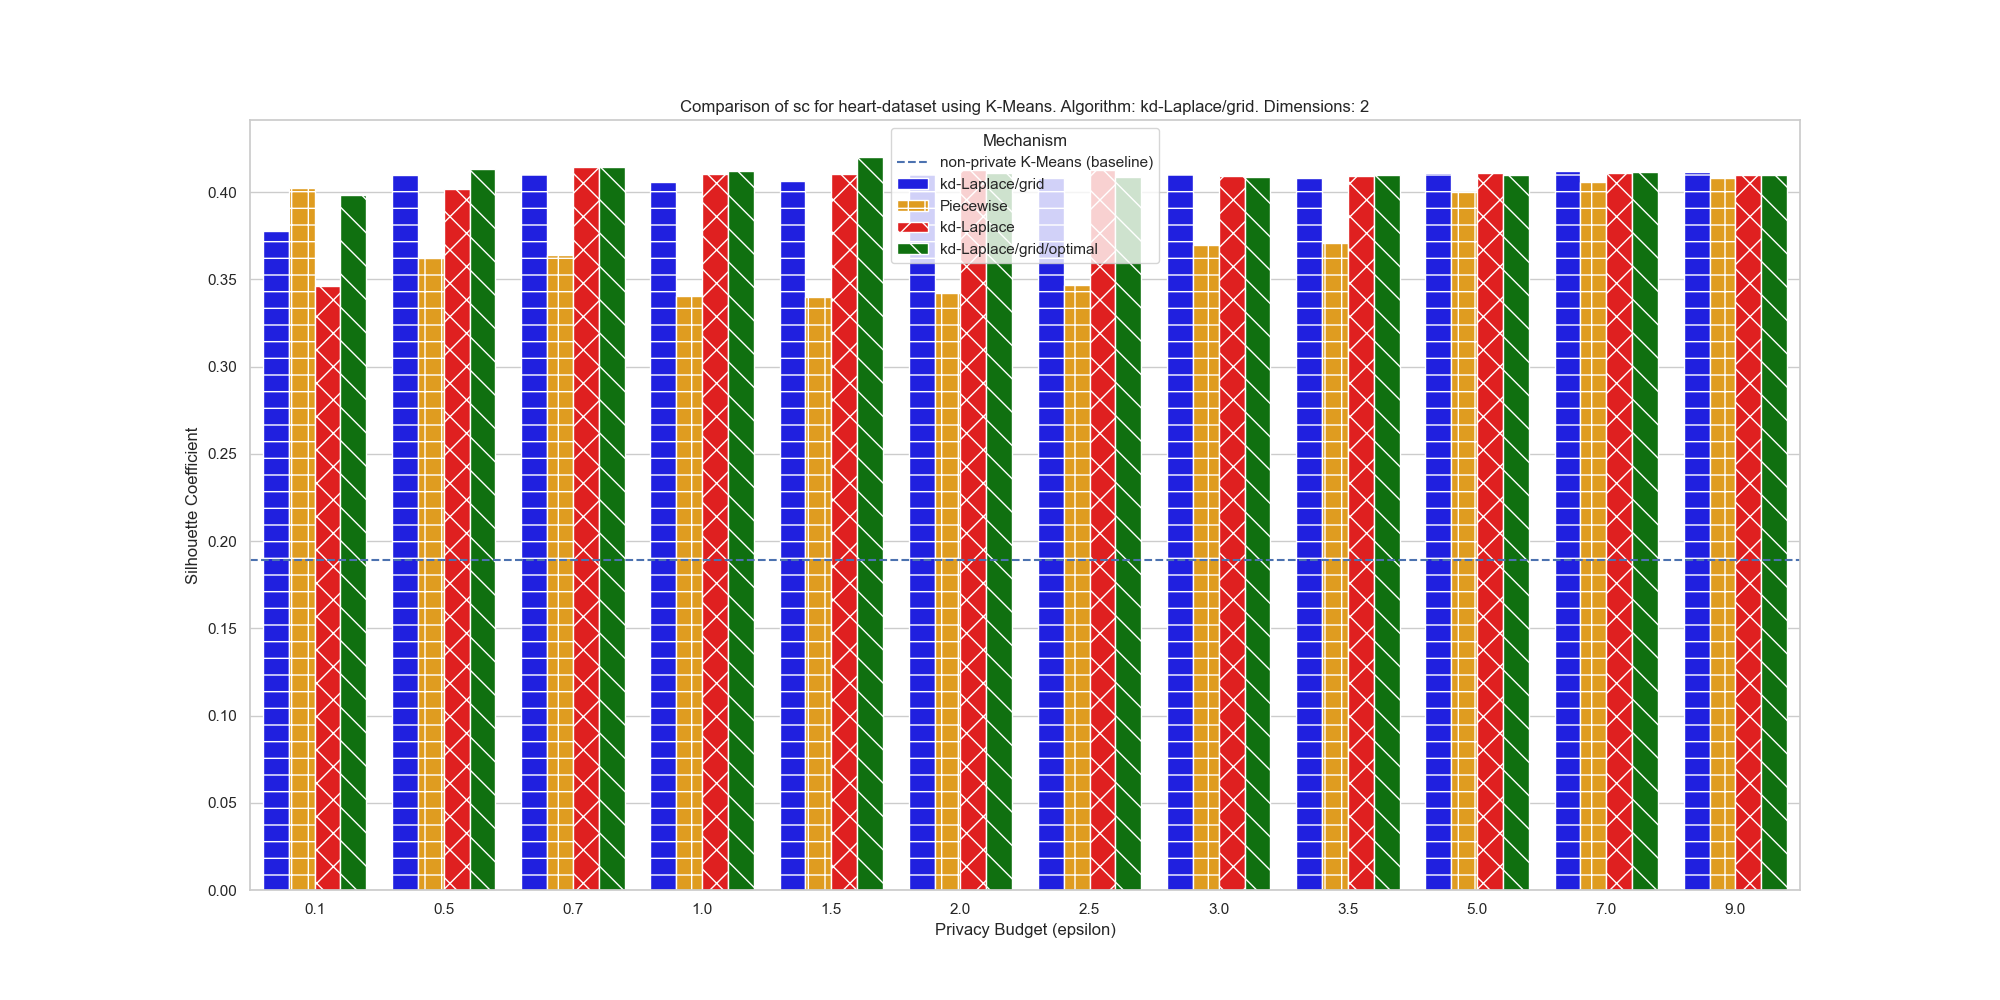 Comparison of sc for heart-dataset using K-Means. Algorithm: kd-Laplace/grid. Dimensions: 2
Mechanism
non-private K-Means (baseline)
kd-Laplace/grid
Piecewise
kd-Laplace
kd-Laplace/grid/optimal
Silhouette Coefficient
0.40
0.35
0.30
0.25
0.20
0.15
0.10
0.05
0.00
0.1 0.5 0.7 1.0 1.5 2.0 2.5 3.0 3.5 5.0 7.0 9.0
Privacy Budget (epsilon)